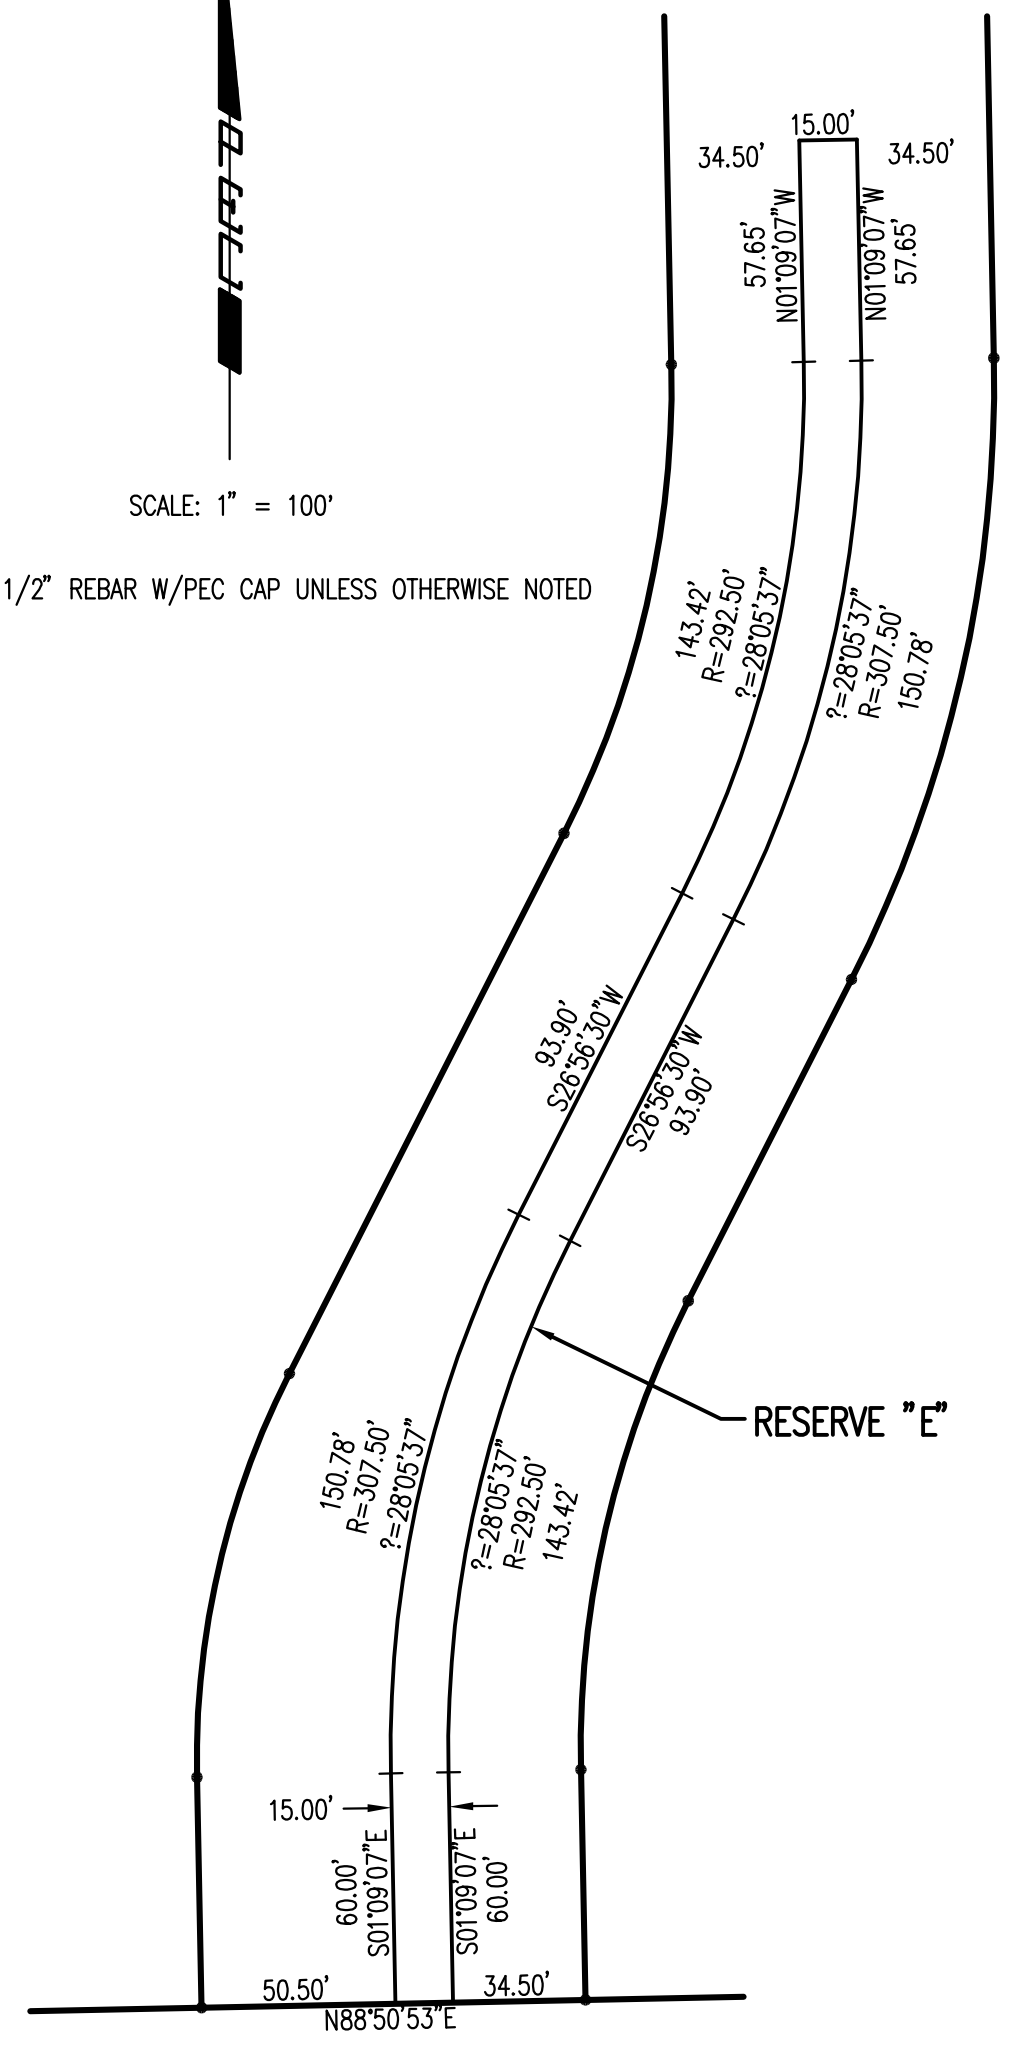 PEC
SCALE: 1" = 100'
1/2" REBAR W/PEC CAP UNLESS OTHERWISE NOTED
15.00'
34.50'
34.50'
57.65'
N01°09'07"W
N01°09'07"W
57.65'
143.42'
R=292.50'
?=28°05'37"
?=28°05'37"
R=307.50'
150.78'
93.90'
S26°56'30"W
S26°56'30"W
93.90'
RESERVE "E"
150.78'
R=307.50'
?=28°05'37"
?=28°05'37"
R=292.50'
143.42'
15.00'
60.00'
S01°09'07"E
S01°09'07"E
60.00'
50.50'
34.50'
N88°50'53"E